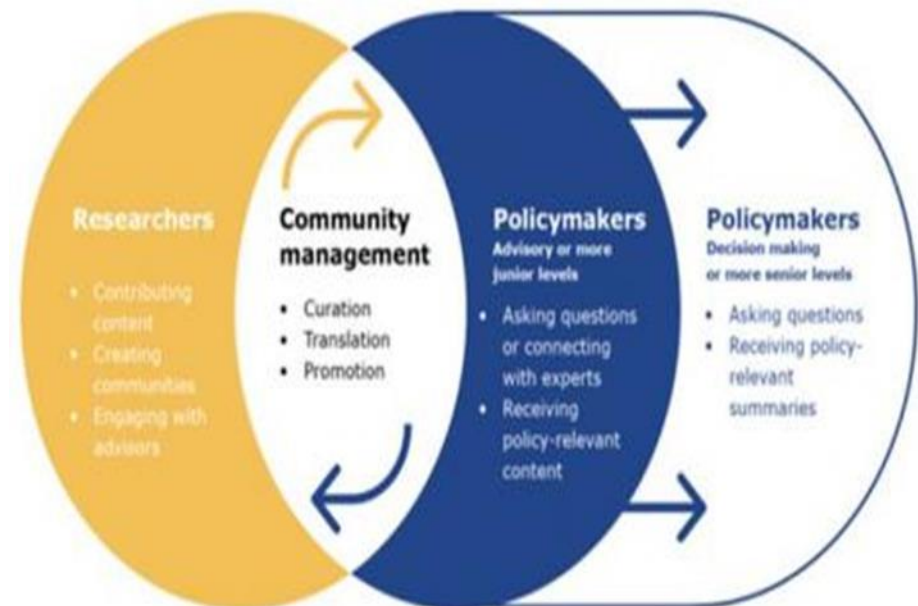 Researchers
• Contributing
content
• Creating
communities
• Engaging with
advisors
Community
management
• Curation
• Translation
• Promotion
Policymakers
Advisory or more
junior levels
• Asking questions
or connecting
with experts
• Receiving
policy-relevant
content
Policymakers
Decision making
or more senior levels
• Asking questions
• Receiving policy-
relevant
summaries